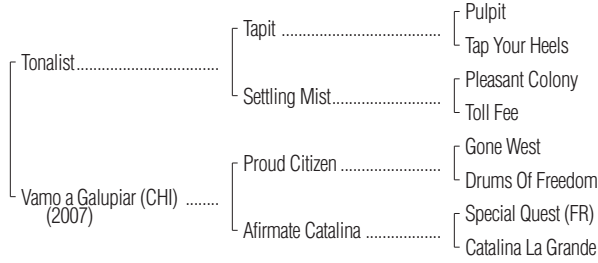 Pulpit
Tapit ..........................................
Tap Your Heels
Tonalist......................................
Pleasant Colony
Settling Mist.............................
Toll Fee
Gone West
Proud Citizen ..........................
Drums Of Freedom
Vamo a Galupiar (CHI) ........
(2007)
Special Quest (FR)
Afirmate Catalina ....................
Catalina La Grande